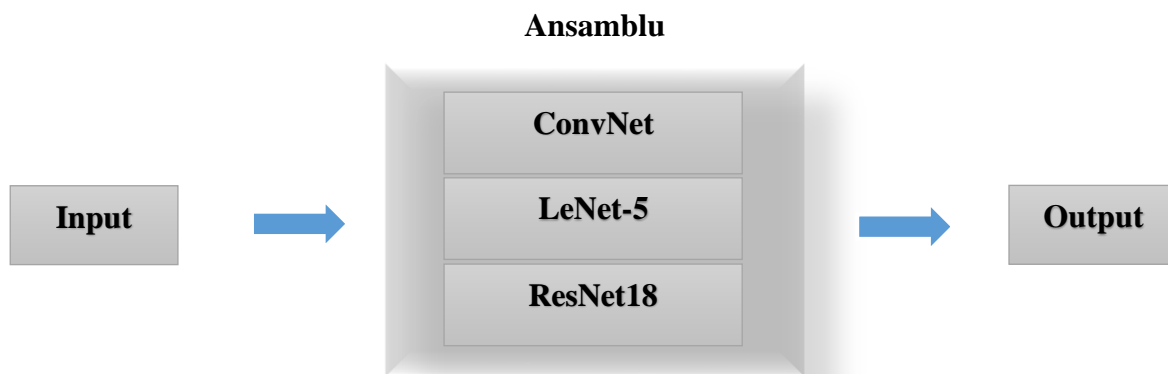 Ansamblu
ConvNet
Input
LeNet-5
Output
ResNet18